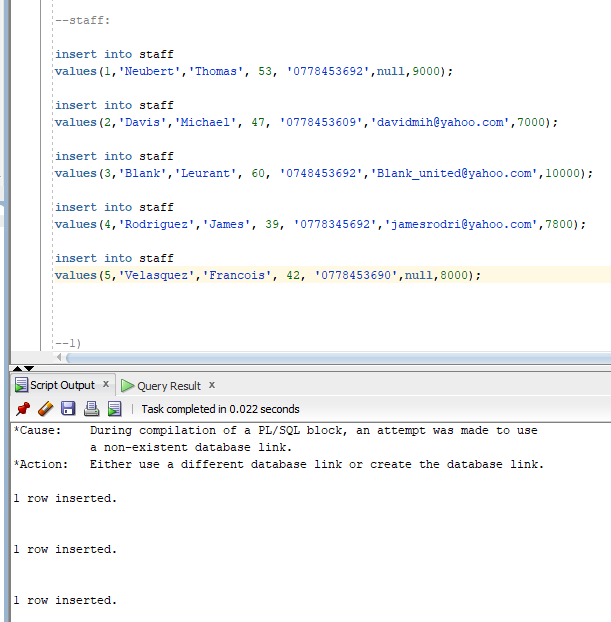 --staff:
insert into staff
values(1,'Neubert','Thomas', 53, '0778453692',null,9000);
insert into staff
values(2,'Davis','Michael', 47, '0778453609','davidmih@yahoo.com',7000);
insert into staff
values(3,'Blank','Leurant', 60, '0748453692','Blank_united@yahoo.com',10000);
insert into staff
values(4,'Rodriguez','James', 39, '0778345692','jamesrodri@yahoo.com',7800);
insert into staff
values(5,'Velasquez','Francois', 42, '0778453690',null,8000);
--1)
Script Output x Query Result x
Task completed in 0.022 seconds
*Cause: During compilation of a PL/SQL block, an attempt was made to use
a non-existent database link.
*Action: Either use a different database link or create the database link.
1 row inserted.
1 row inserted.
1 row inserted.